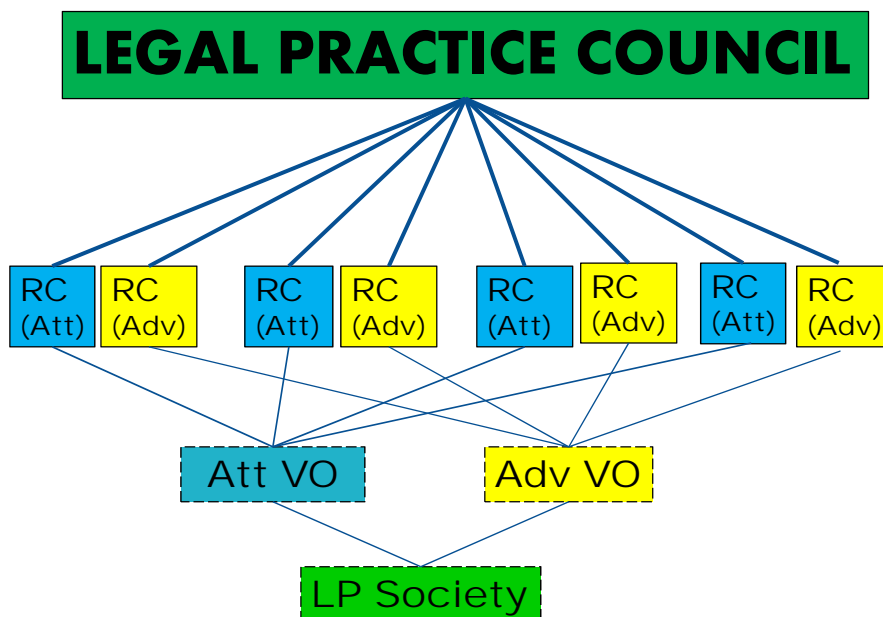 LEGAL PRACTICE COUNCIL
RC
(Att)
RC
(Adv)
RC
(Att)
RC
(Adv)
RC
(Att)
RC
(Adv)
RC
(Att)
RC
(Adv)
Att VO
Adv VO
LP Society